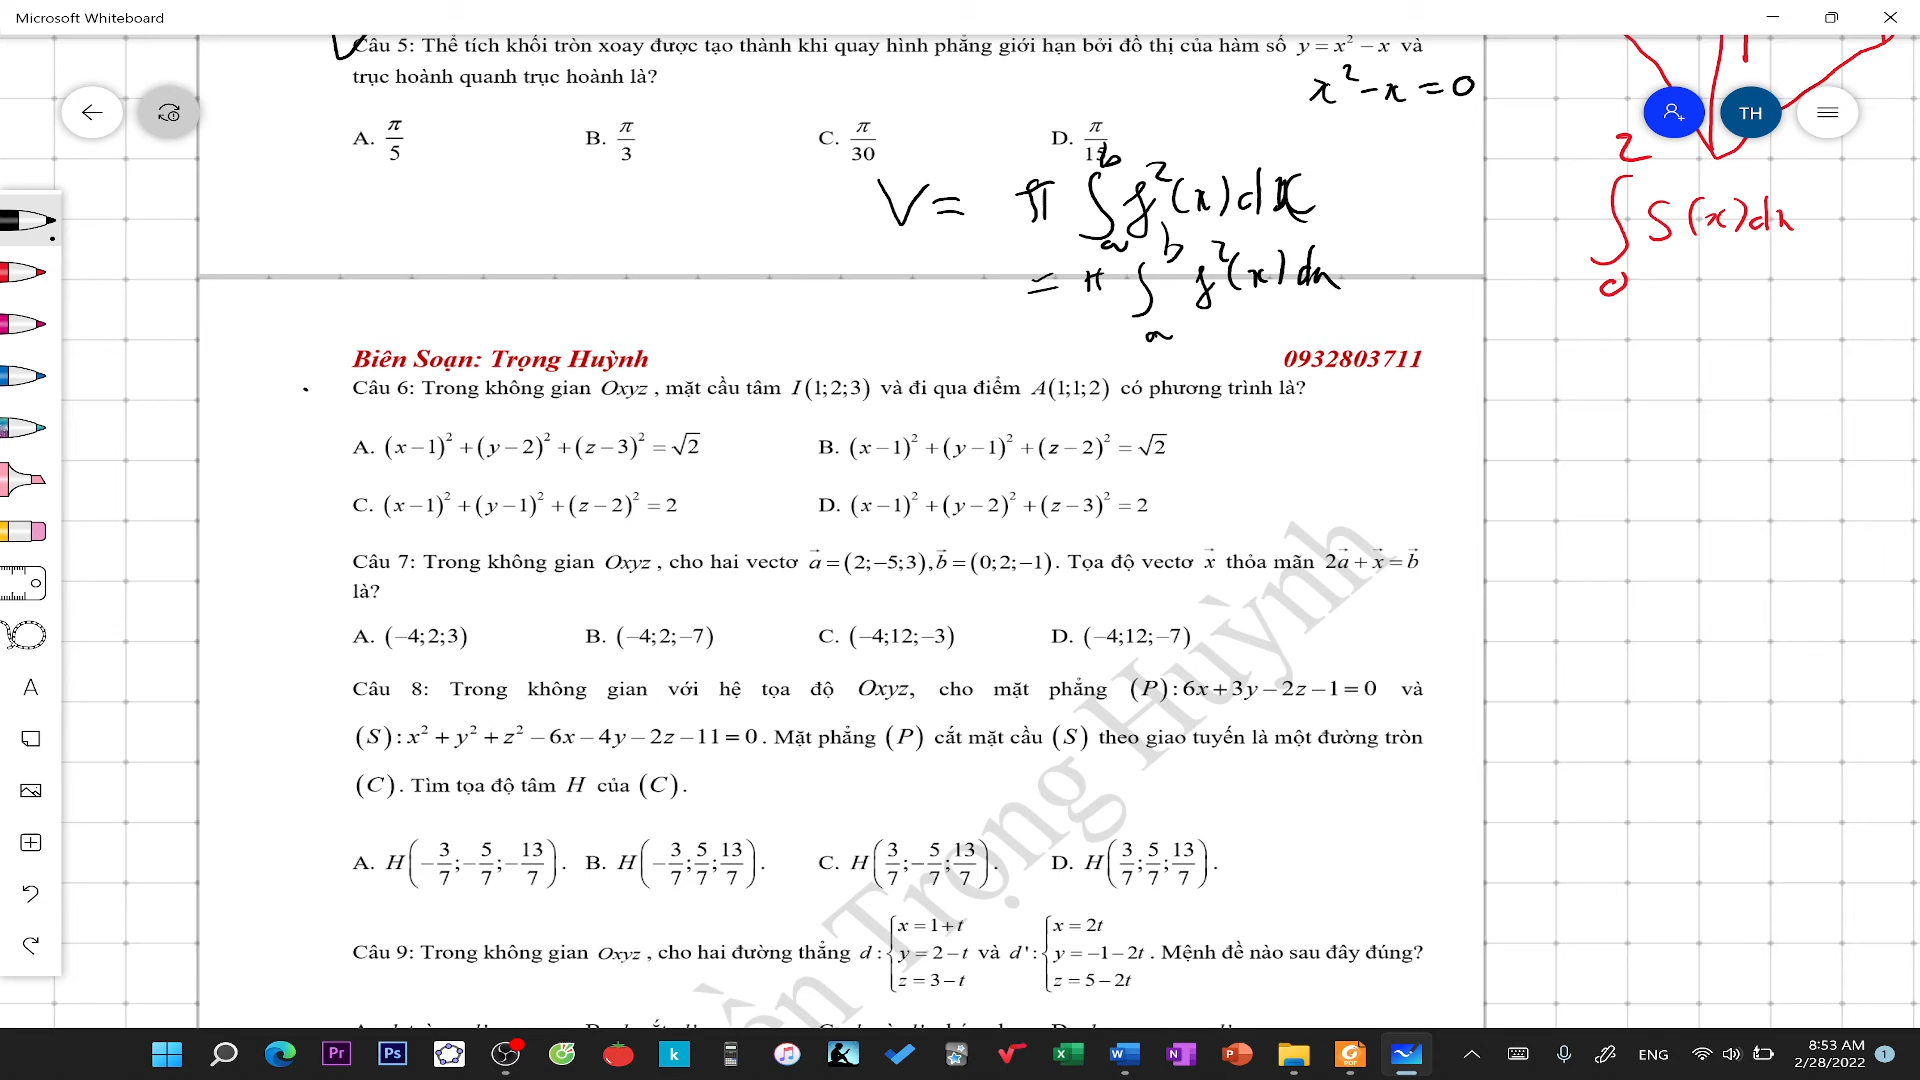 Microsoft Whiteboard
Câu 5: Thể tích khối tròn xoay được tạo thành khi quay hình phẳng giới hạn bởi đồ thị của hàm số y = x² − x và
trục hoành quanh trục hoành là?
x² − x = 0
A. π/5 B. π/3 C. π/30 D. π/15
TH
V = π ∫_a^b f²(x)dx
= π ∫_a^b f²(x)dx
∫_0^2 S(x)dx
Biên Soạn: Trọng Huỳnh 0932803711
Câu 6: Trong không gian Oxyz , mặt cầu tâm I(1;2;3) và đi qua điểm A(1;1;2) có phương trình là?
A. (x−1)² + (y−2)² + (z−3)² = √2 B. (x−1)² + (y−1)² + (z−2)² = √2
C. (x−1)² + (y−1)² + (z−2)² = 2 D. (x−1)² + (y−2)² + (z−3)² = 2
Câu 7: Trong không gian Oxyz , cho hai vectơ a⃗ = (2;−5;3), b⃗ = (0;2;−1). Tọa độ vectơ x⃗ thỏa mãn 2a⃗ + x⃗ = b⃗
là?
A. (−4;2;3) B. (−4;2;−7) C. (−4;12;−3) D. (−4;12;−7)
Câu 8: Trong không gian với hệ tọa độ Oxyz, cho mặt phẳng (P): 6x + 3y − 2z − 1 = 0 và
(S): x² + y² + z² − 6x − 4y − 2z − 11 = 0 . Mặt phẳng (P) cắt mặt cầu (S) theo giao tuyến là một đường tròn
(C). Tìm tọa độ tâm H của (C).
A. H(−3/7; −5/7; −13/7). B. H(−3/7; 5/7; 13/7). C. H(3/7; −5/7; 13/7). D. H(3/7; 5/7; 13/7).
Câu 9: Trong không gian Oxyz , cho hai đường thẳng d: { x = 1 + t; y = 2 − t; z = 3 − t và d': { x = 2t; y = −1 − 2t; z = 5 − 2t . Mệnh đề nào sau đây đúng?
Trọng Huỳnh
A
ENG
8:53 AM
2/28/2022
1